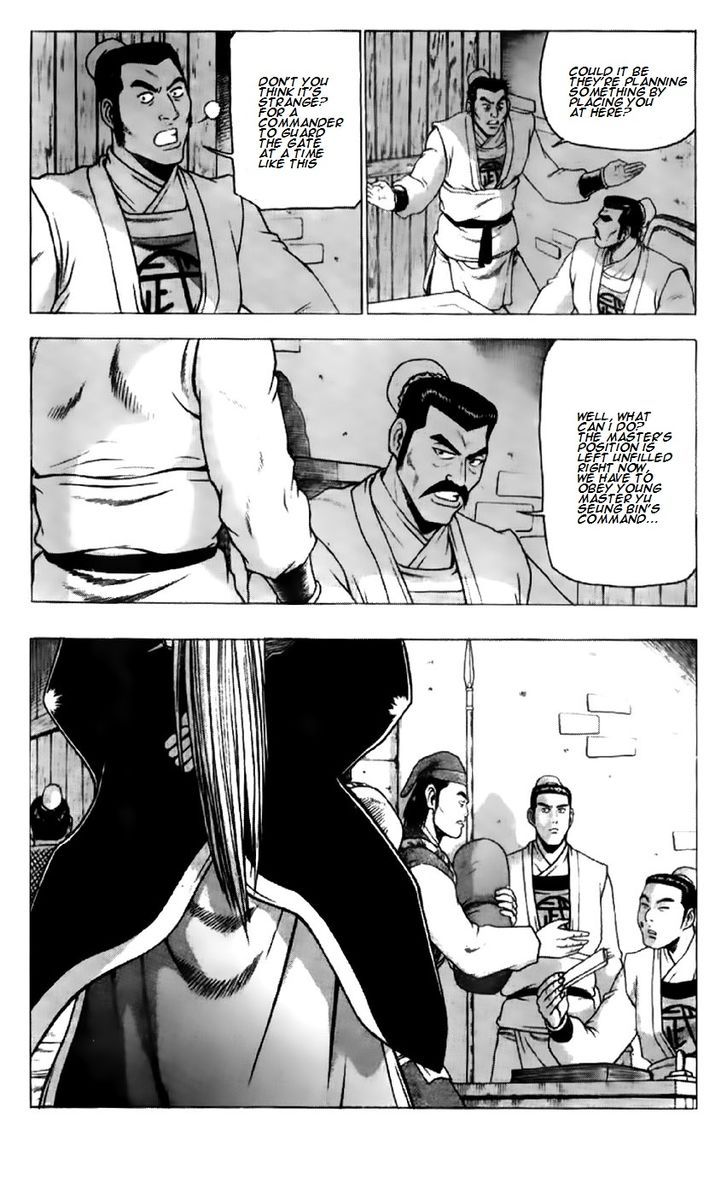 DON'T YOU
THINK IT'S
STRANGE?
FOR A
COMMANDER
TO GUARD
THE GATE
AT A TIME
LIKE THIS
COULD IT BE
THEY'RE PLANNING
SOMETHING BY
PLACING YOU
AT HERE?
WELL, WHAT
CAN I DO?
THE MASTER'S
POSITION IS
LEFT UNFILLED
RIGHT NOW,
WE HAVE TO
OBEY YOUNG
MASTER YU
SEUNG BIN'S
COMMAND...